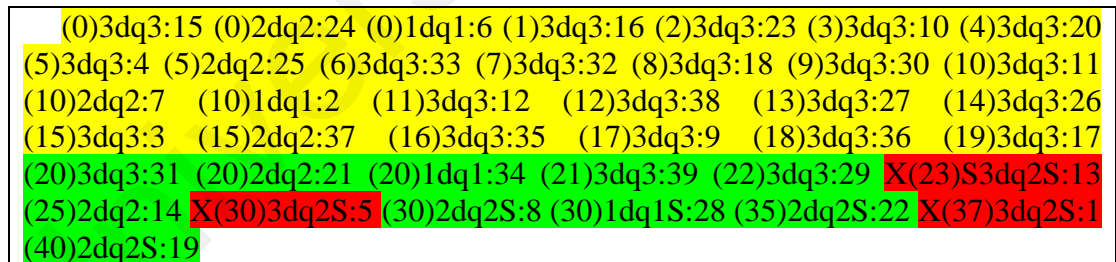 (0)3dq3:15 (0)2dq2:24 (0)1dq1:6 (1)3dq3:16 (2)3dq3:23 (3)3dq3:10 (4)3dq3:20
(5)3dq3:4 (5)2dq2:25 (6)3dq3:33 (7)3dq3:32 (8)3dq3:18 (9)3dq3:30 (10)3dq3:11
(10)2dq2:7 (10)1dq1:2 (11)3dq3:12 (12)3dq3:38 (13)3dq3:27 (14)3dq3:26
(15)3dq3:3 (15)2dq2:37 (16)3dq3:35 (17)3dq3:9 (18)3dq3:36 (19)3dq3:17
(20)3dq3:31 (20)2dq2:21 (20)1dq1:34 (21)3dq3:39 (22)3dq3:29 X(23)S3dq2S:13
(25)2dq2:14 X(30)3dq2S:5 (30)2dq2S:8 (30)1dq1S:28 (35)2dq2S:22 X(37)3dq2S:1
(40)2dq2S:19